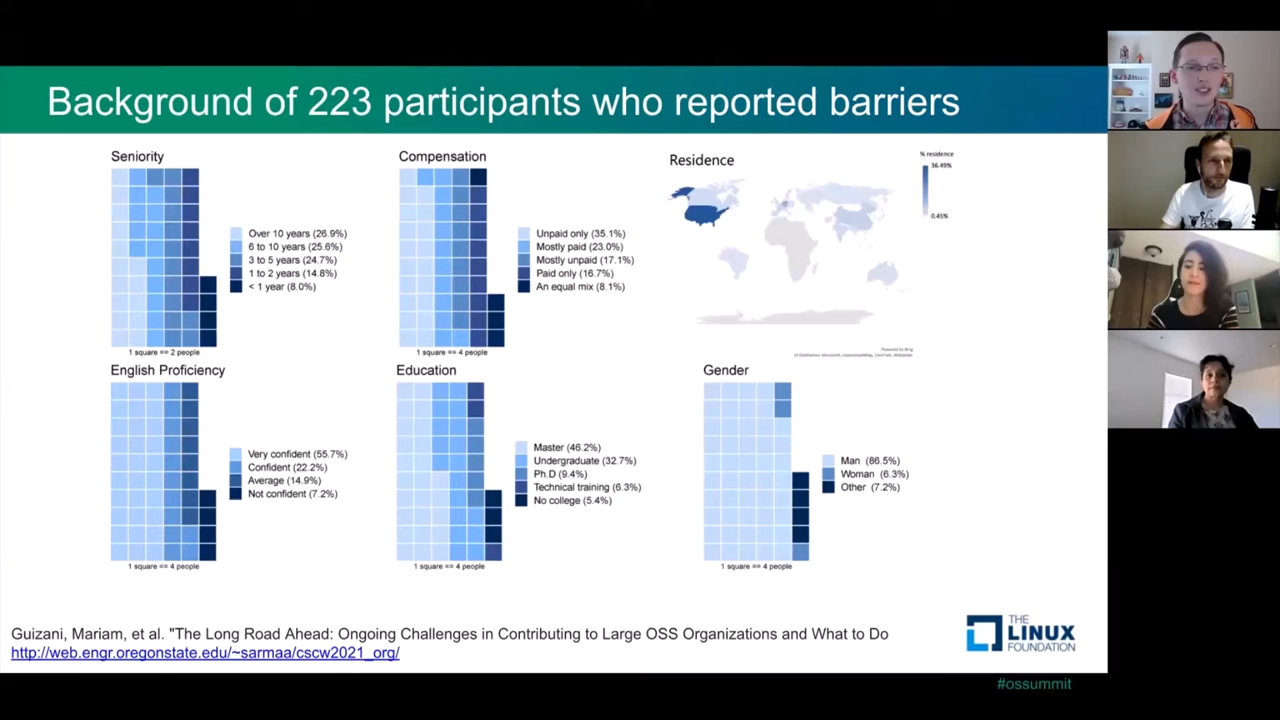 Background of 223 participants who reported barriers
Seniority
Over 10 years (26.9%)
6 to 10 years (25.6%)
3 to 5 years (24.7%)
1 to 2 years (14.8%)
< 1 year (8.0%)
1 square == 2 people
Compensation
Unpaid only (35.1%)
Mostly paid (23.0%)
Mostly unpaid (17.1%)
Paid only (16.7%)
An equal mix (8.1%)
1 square == 4 people
Residence
% residence
36.49%
0.45%
Powered by Bing
English Proficiency
Very confident (55.7%)
Confident (22.2%)
Average (14.9%)
Not confident (7.2%)
1 square == 4 people
Education
Master (46.2%)
Undergraduate (32.7%)
Ph.D (9.4%)
Technical training (6.3%)
No college (5.4%)
1 square == 4 people
Gender
Man (86.5%)
Woman (6.3%)
Other (7.2%)
1 square == 4 people
Guizani, Mariam, et al. "The Long Road Ahead: Ongoing Challenges in Contributing to Large OSS Organizations and What to Do
http://web.engr.oregonstate.edu/~sarmaa/cscw2021_org/
THE
LINUX
FOUNDATION
#ossummit